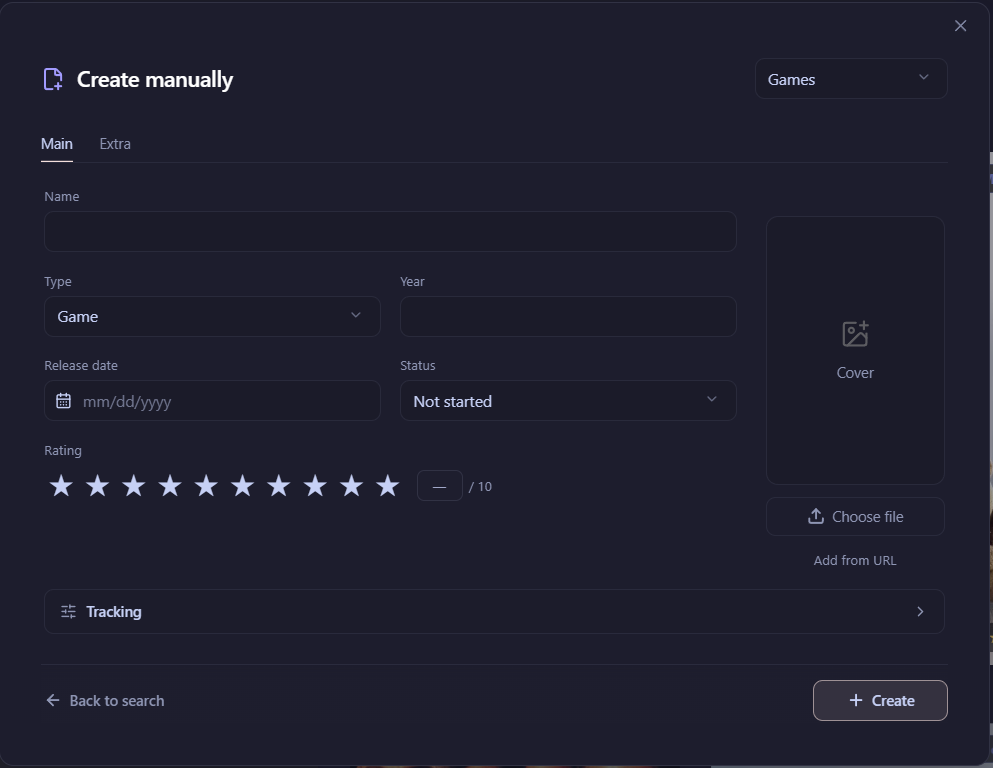 Create manually
Games
Main Extra
Name
Type Year
Game
Release date Status
mm/dd/yyyy Not started
Cover
Rating
— / 10
Choose file
Add from URL
Tracking
Back to search
Create